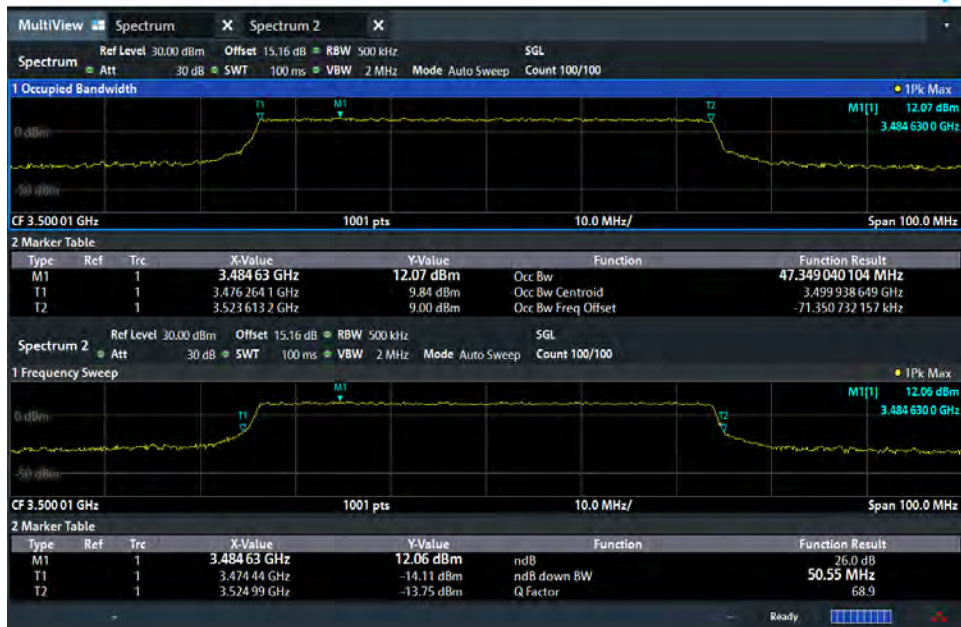 MultiView Spectrum X Spectrum 2 X
Ref Level 30.00 dBm Offset 15.16 dB RBW 500 kHz SGL
Spectrum Att 30 dB SWT 100 ms VBW 2 MHz Mode Auto Sweep Count 100/100
1 Occupied Bandwidth 1Pk Max
T1 M1 T2 M1[1] 12.07 dBm
3.484 630 0 GHz
0 dBm
-50 dBm
CF 3.500 01 GHz 1001 pts 10.0 MHz/ Span 100.0 MHz
2 Marker Table
Type Ref Trc X-Value Y-Value Function Function Result
M1 1 3.484 63 GHz 12.07 dBm Occ Bw 47.349 040 104 MHz
T1 1 3.476 264 1 GHz 9.84 dBm Occ Bw Centroid 3.499 938 649 GHz
T2 1 3.523 613 2 GHz 9.00 dBm Occ Bw Freq Offset -71.350 732 157 kHz
Ref Level 30.00 dBm Offset 15.16 dB RBW 500 kHz SGL
Spectrum 2 Att 30 dB SWT 100 ms VBW 2 MHz Mode Auto Sweep Count 100/100
1 Frequency Sweep 1Pk Max
M1 M1[1] 12.06 dBm
3.484 630 0 GHz
0 dBm T1 T2
-50 dBm
CF 3.500 01 GHz 1001 pts 10.0 MHz/ Span 100.0 MHz
2 Marker Table
Type Ref Trc X-Value Y-Value Function Function Result
M1 1 3.484 63 GHz 12.06 dBm ndB 26.0 dB
T1 1 3.474 44 GHz -14.11 dBm ndB down BW 50.55 MHz
T2 1 3.524 99 GHz -13.75 dBm Q Factor 68.9
Ready